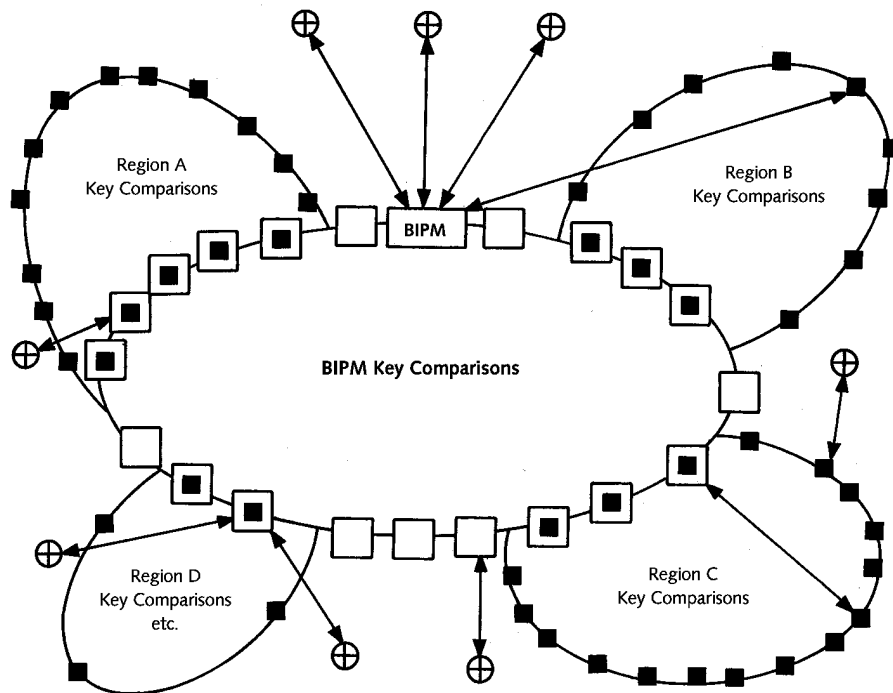 Region A
Key Comparisons
Region B
Key Comparisons
BIPM
BIPM Key Comparisons
Region D
Key Comparisons
etc.
Region C
Key Comparisons